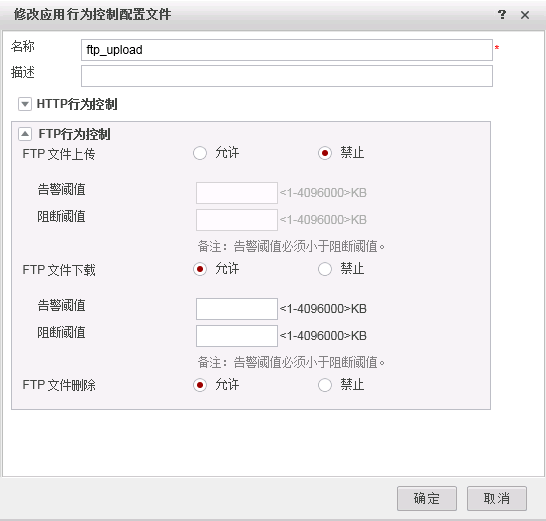 修改应用行为控制配置文件 ? ×
名称 ftp_upload *
描述
HTTP行为控制
FTP行为控制
FTP 文件上传 允许 禁止
告警阈值 <1-4096000>KB
阻断阈值 <1-4096000>KB
备注：告警阈值必须小于阻断阈值。
FTP 文件下载 允许 禁止
告警阈值 <1-4096000>KB
阻断阈值 <1-4096000>KB
备注：告警阈值必须小于阻断阈值。
FTP 文件删除 允许 禁止
确定 取消